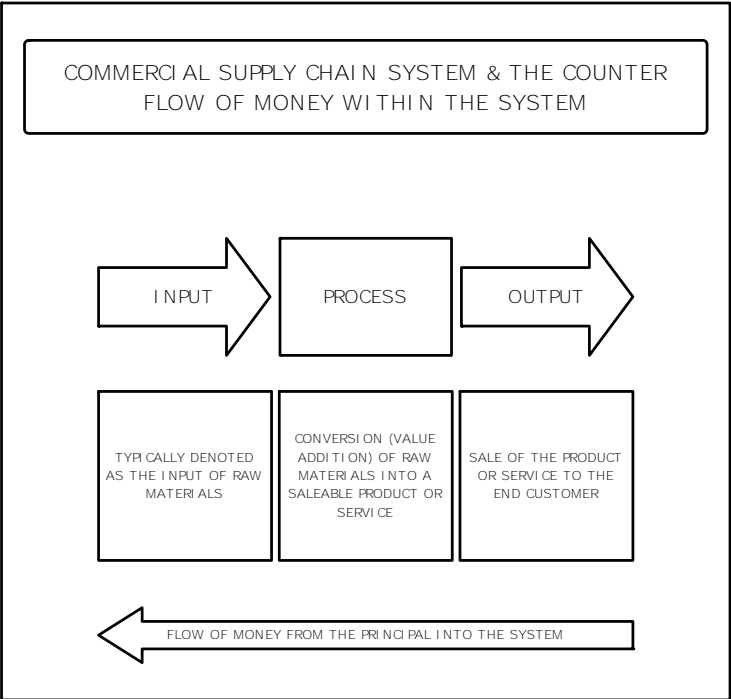 COMMERCIAL SUPPLY CHAIN SYSTEM & THE COUNTER
FLOW OF MONEY WITHIN THE SYSTEM
INPUT
PROCESS
OUTPUT
TYPICALLY DENOTED
AS THE INPUT OF RAW
MATERIALS
CONVERSION (VALUE
ADDITION) OF RAW
MATERIALS INTO A
SALEABLE PRODUCT OR
SERVICE
SALE OF THE PRODUCT
OR SERVICE TO THE
END CUSTOMER
FLOW OF MONEY FROM THE PRINCIPAL INTO THE SYSTEM